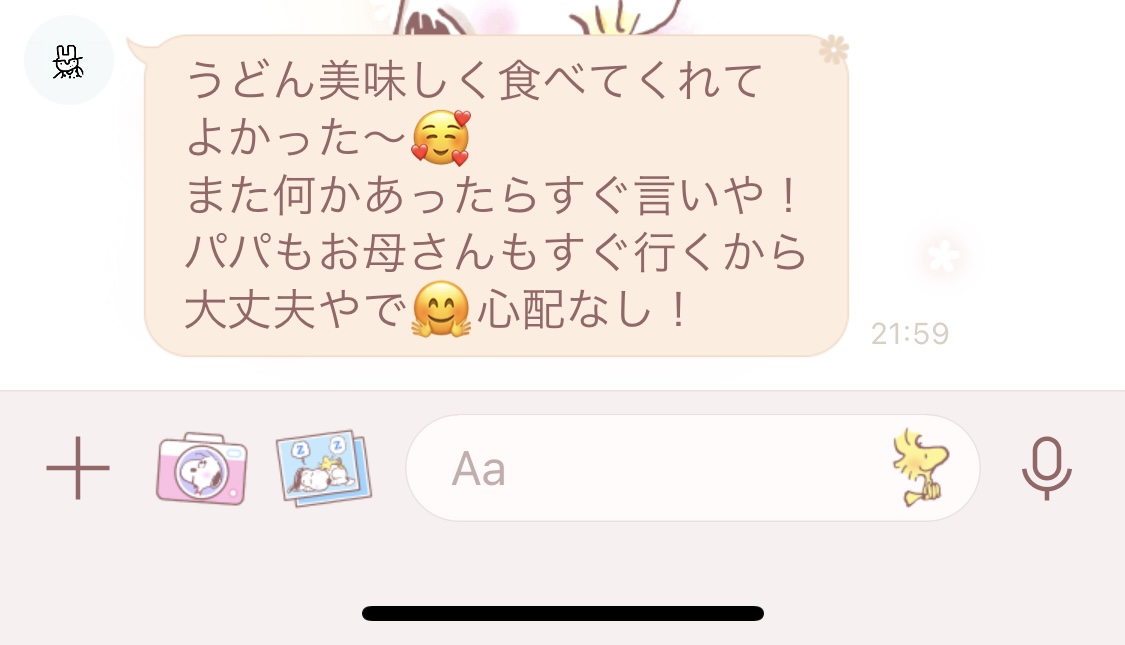 うどん美味しく食べてくれて
よかった〜🥰
また何かあったらすぐ言いや！
パパもお母さんもすぐ行くから
大丈夫やで🤗心配なし！
21:59
Z Z
Aa